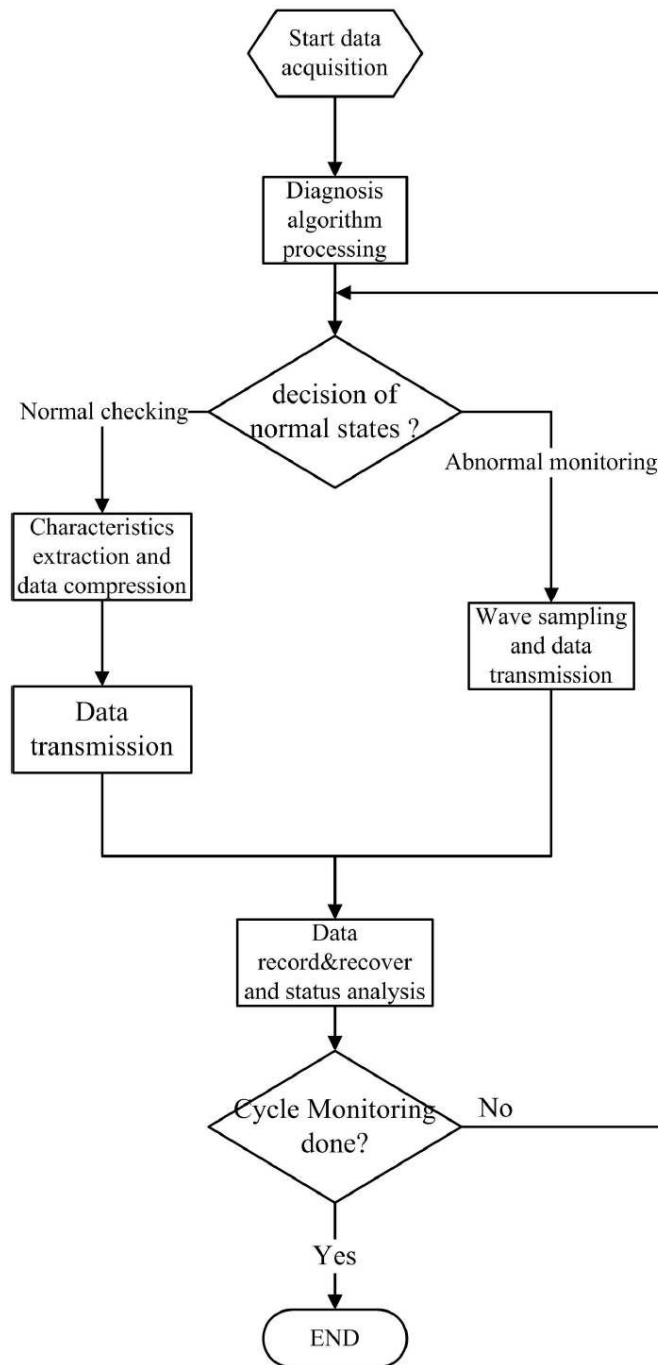 Start data
acquisition
Diagnosis
algorithm
processing
decision of
normal states ?
Normal checking
Abnormal monitoring
Characteristics
extraction and
data compression
Wave sampling
and data
transmission
Data
transmission
Data
record&recover
and status analysis
Cycle Monitoring
done?
No
Yes
END